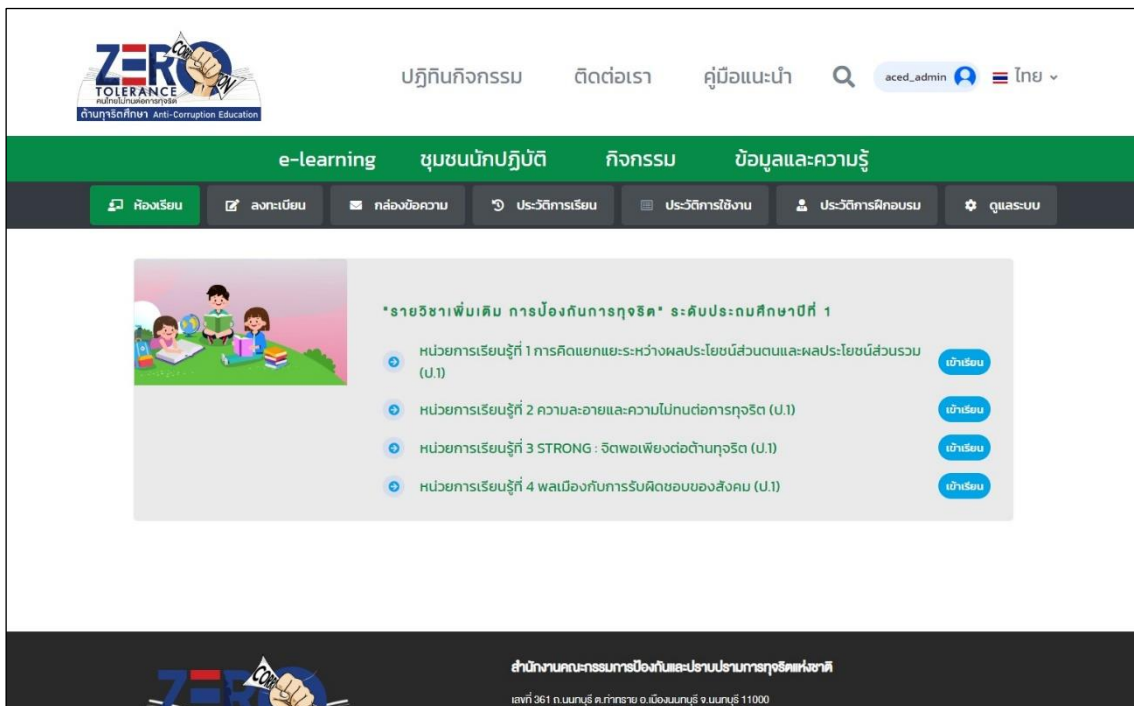 ZERO
CORRUPTION
TOLERANCE
คนไทยไม่ทนต่อการทุจริต
ต้านทุจริตศึกษา Anti-Corruption Education
ปฏิทินกิจกรรม ติดต่อเรา คู่มือแนะนำ aced_admin ไทย
e-learning ชุมชนนักปฏิบัติ กิจกรรม ข้อมูลและความรู้
ห้องเรียน ลงทะเบียน กล่องข้อความ ประวัติการเรียน ประวัติการใช้งาน ประวัติการฝึกอบรม ดูแลระบบ
"รายวิชาเพิ่มเติม การป้องกันการทุจริต" ระดับประถมศึกษาปีที่ 1
หน่วยการเรียนรู้ที่ 1 การคิดแยกแยะระหว่างผลประโยชน์ส่วนตนและผลประโยชน์ส่วนรวม
(ป.1) เข้าเรียน
หน่วยการเรียนรู้ที่ 2 ความละอายและความไม่ทนต่อการทุจริต (ป.1) เข้าเรียน
หน่วยการเรียนรู้ที่ 3 STRONG : จิตพอเพียงต่อต้านทุจริต (ป.1) เข้าเรียน
หน่วยการเรียนรู้ที่ 4 พลเมืองกับการรับผิดชอบของสังคม (ป.1) เข้าเรียน
สำนักงานคณะกรรมการป้องกันและปราบปรามการทุจริตแห่งชาติ
เลขที่ 361 ถ.นนทบุรี ต.ท่าทราย อ.เมืองนนทบุรี จ.นนทบุรี 11000